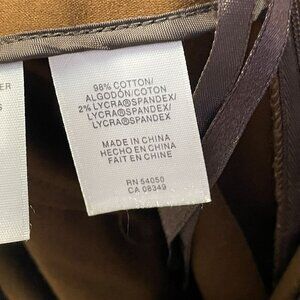 98% COTTON/
ALGODÓN/COTON
2% LYCRA®SPANDEX/
LYCRA®SPANDEX/
LYCRA®SPANDEX
MADE IN CHINA
HECHO EN CHINA
FAIT EN CHINE
RN 54050
CA 08349